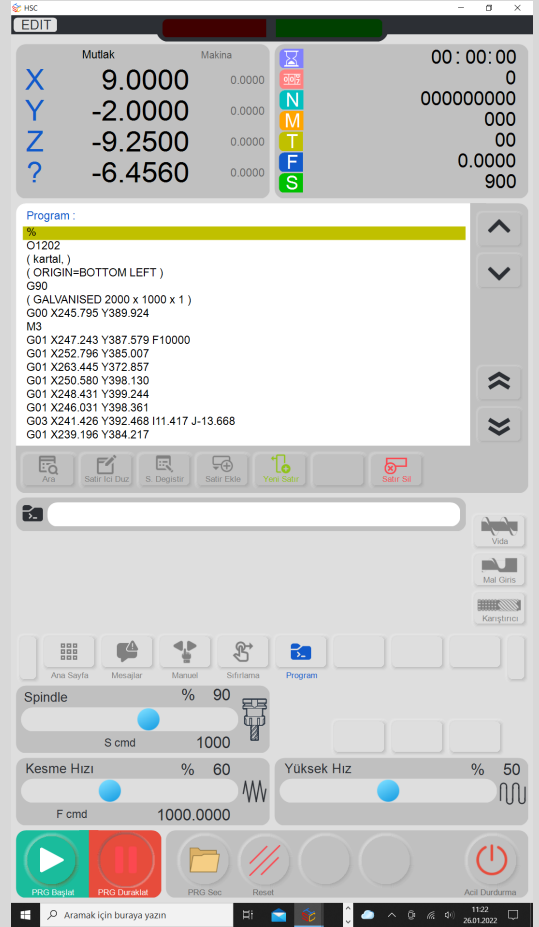 HSC
EDIT
Mutlak Makina
X 9.0000 0.0000
Y -2.0000 0.0000
Z -9.2500 0.0000
? -6.4560 0.0000
00:00:00
0
N 000000000
M 000
T 00
F 0.0000
S 900
Program :
%
O1202
( kartal, )
( ORIGIN=BOTTOM LEFT )
G90
( GALVANISED 2000 x 1000 x 1 )
G00 X245.795 Y389.924
M3
G01 X247.243 Y387.579 F10000
G01 X252.796 Y385.007
G01 X263.445 Y372.857
G01 X250.580 Y398.130
G01 X248.431 Y399.244
G01 X246.031 Y398.361
G03 X241.426 Y392.468 I11.417 J-13.668
G01 X239.196 Y384.217
Ara Satır Ici Duz S. Degistir Satır Ekle Yeni Satır Satır Sil
Vida
Mal Giris
Karıştırıcı
Ana Sayfa Mesajlar Manuel Sıfırlama Program
Spindle % 90
S cmd 1000
Kesme Hızı % 60
F cmd 1000.0000
Yüksek Hız % 50
PRG Başlat PRG Duraklat PRG Sec Reset Acil Durdurma
Aramak için buraya yazın
11:22
26.01.2022